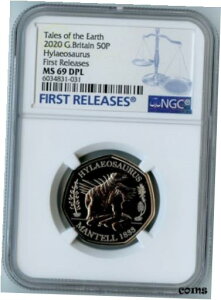 Tales of the Earth
2020 G.Britain 50P
Hylaeosaurus
First Releases
MS 69 DPL
6034831-031
FIRST RELEASES
NGC
HYLAEOSAURUS
MANTELL 1833